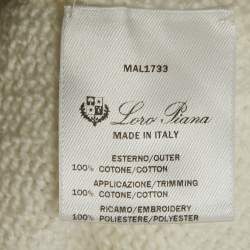 MAL1733
Loro Piana
MADE IN ITALY
ESTERNO/OUTER
100% COTONE/COTTON
APPLICAZIONE/TRIMMING
100% COTONE/COTTON
RICAMO/EMBROIDERY
100% POLIESTERE/POLYESTER